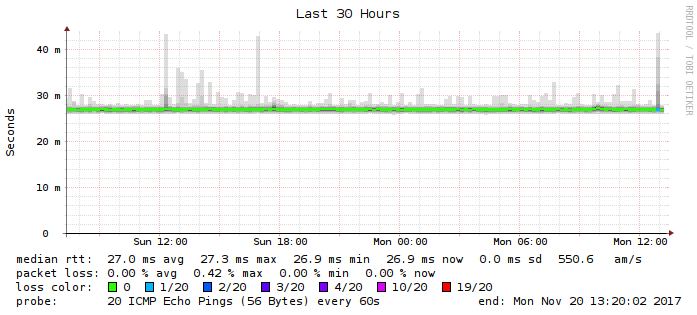 Last 30 Hours
RRDTOOL / TOBI OETIKER
Seconds
40 m
30 m
20 m
10 m
0
Sun 12:00 Sun 18:00 Mon 00:00 Mon 06:00 Mon 12:00
median rtt: 27.0 ms avg 27.3 ms max 26.9 ms min 26.9 ms now 0.0 ms sd 550.6 am/s
packet loss: 0.00 % avg 0.42 % max 0.00 % min 0.00 % now
loss color: 0 1/20 2/20 3/20 4/20 10/20 19/20
probe: 20 ICMP Echo Pings (56 Bytes) every 60s end: Mon Nov 20 13:20:02 2017